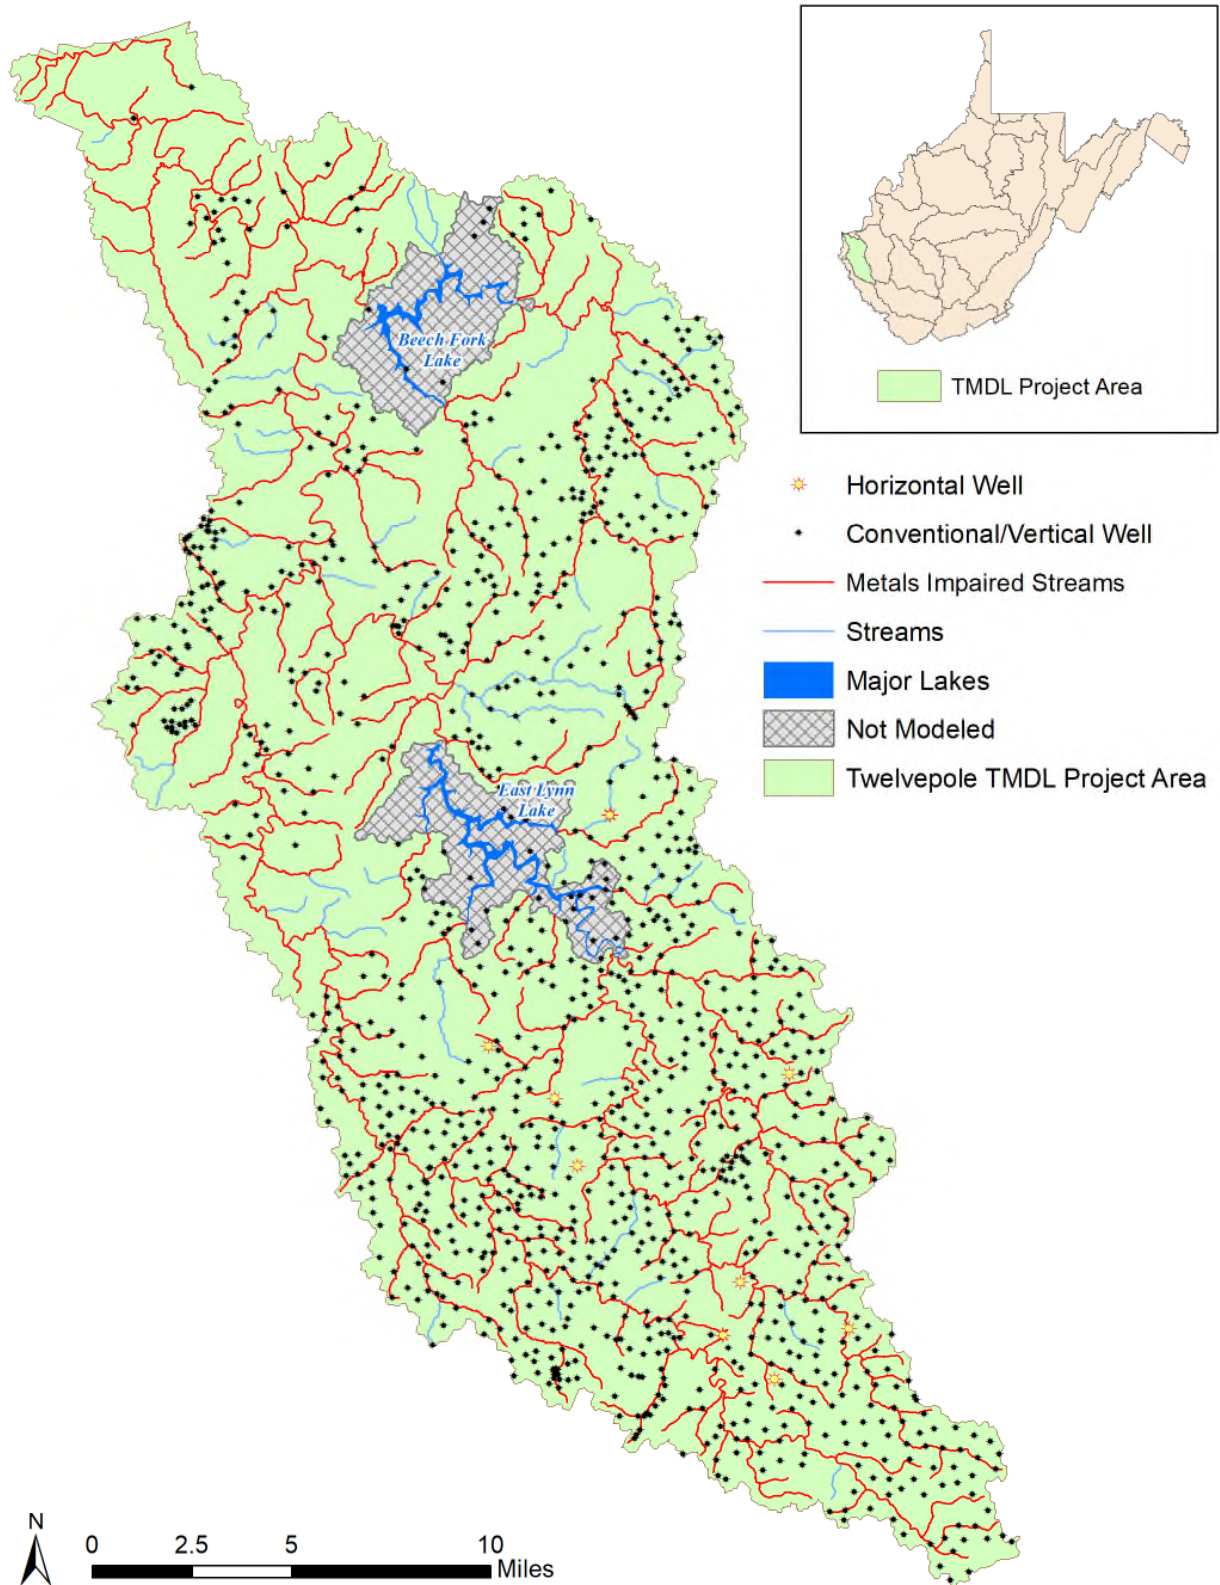 TMDL Project Area
Beech Fork
Lake
Horizontal Well
Conventional/Vertical Well
Metals Impaired Streams
Streams
Major Lakes
Not Modeled
Twelvepole TMDL Project Area
East Lynn
Lake
N
0 2.5 5 10
Miles